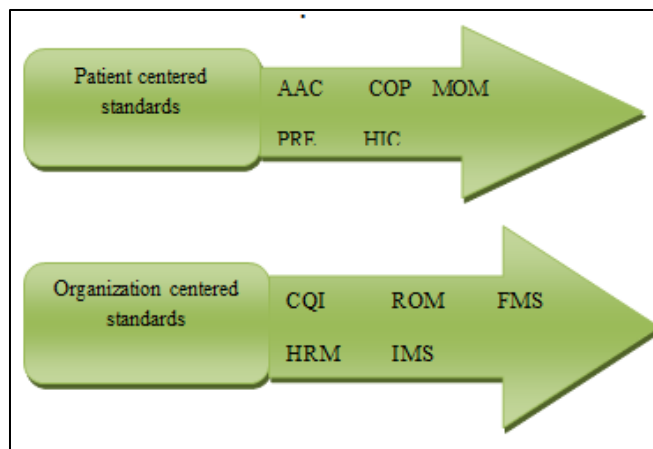 Patient centered
standards
AAC COP MOM
PRE HIC
Organization centered
standards
CQI ROM FMS
HRM IMS